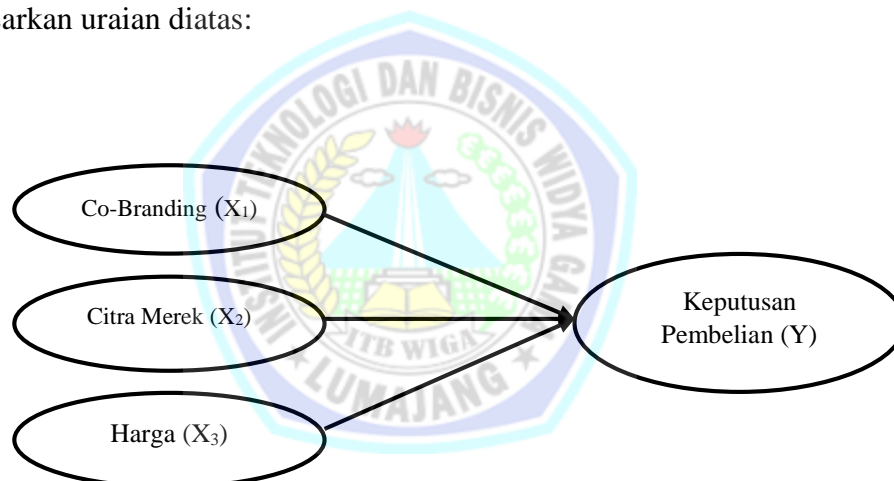 arkan uraian diatas:
INSTITUT TEKNOLOGI DAN BISNIS WIDYA GAMA
Co-Branding (X₁)
Citra Merek (X₂)
Keputusan
Pembelian (Y)
ITB WIGA
LUMAJANG
Harga (X₃)